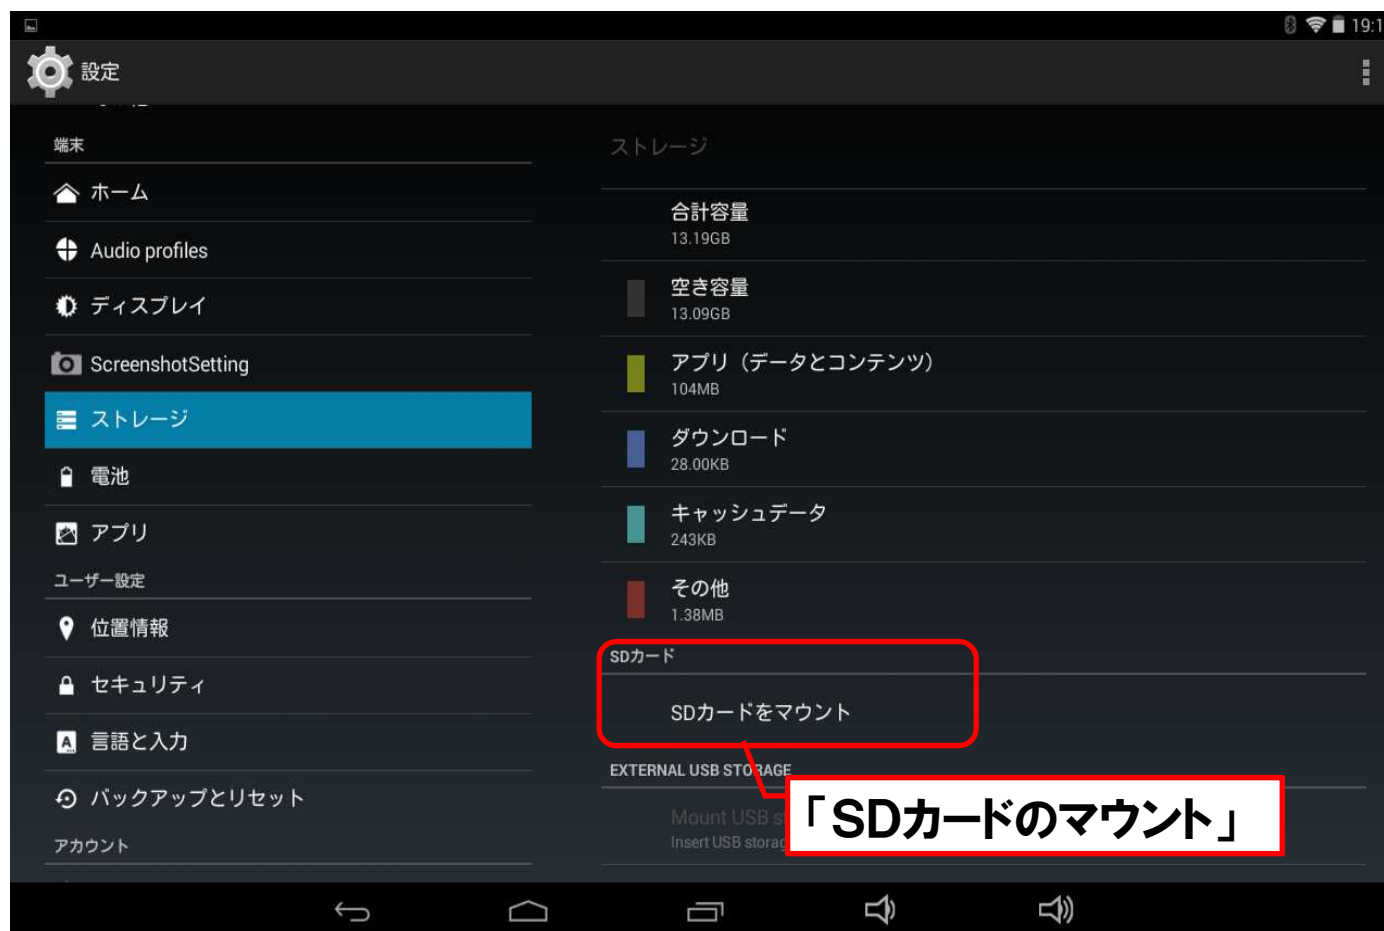 19:1
設定
端末
ホーム
Audio profiles
ディスプレイ
ScreenshotSetting
ストレージ
電池
アプリ
ユーザー設定
位置情報
セキュリティ
言語と入力
バックアップとリセット
アカウント
ストレージ
合計容量
13.19GB
空き容量
13.09GB
アプリ（データとコンテンツ）
104MB
ダウンロード
28.00KB
キャッシュデータ
243KB
その他
1.38MB
SDカード
SDカードをマウント
EXTERNAL USB STORAGE
Mount USB
Insert USB
「SDカードのマウント」